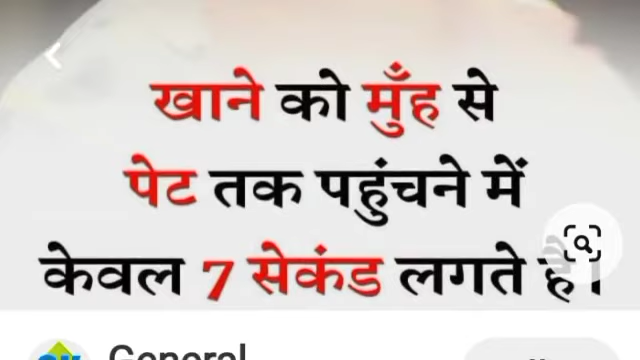 खाने को मुँह से
पेट तक पहुंचने में
केवल 7 सेकंड लगते है।
General